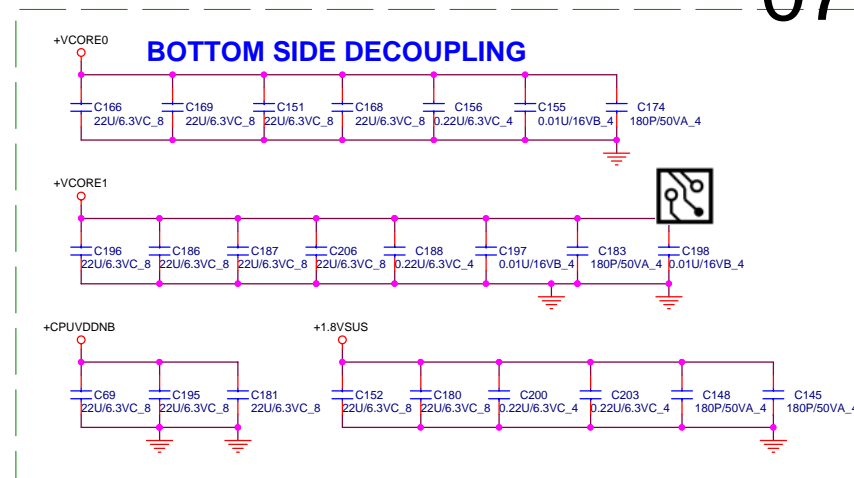 07
+VCORE0
BOTTOM SIDE DECOUPLING
C166 C169 C151 C168 C156 C155 C174
22U/6.3VC_8 22U/6.3VC_8 22U/6.3VC_8 22U/6.3VC_8 0.22U/6.3VC_4 0.01U/16VB_4 180P/50VA_4
+VCORE1
C196 C186 C187 C206 C188 C197 C183 C198
22U/6.3VC_8 22U/6.3VC_8 22U/6.3VC_8 22U/6.3VC_8 0.22U/6.3VC_4 0.01U/16VB_4 180P/50VA_4 0.01U/16VB_4
+CPUVDDNB +1.8VSUS
C69 C195 C181 C152 C180 C200 C203 C148 C145
22U/6.3VC_8 22U/6.3VC_8 22U/6.3VC_8 22U/6.3VC_8 22U/6.3VC_8 0.22U/6.3VC_4 0.22U/6.3VC_4 180P/50VA_4 180P/50VA_4